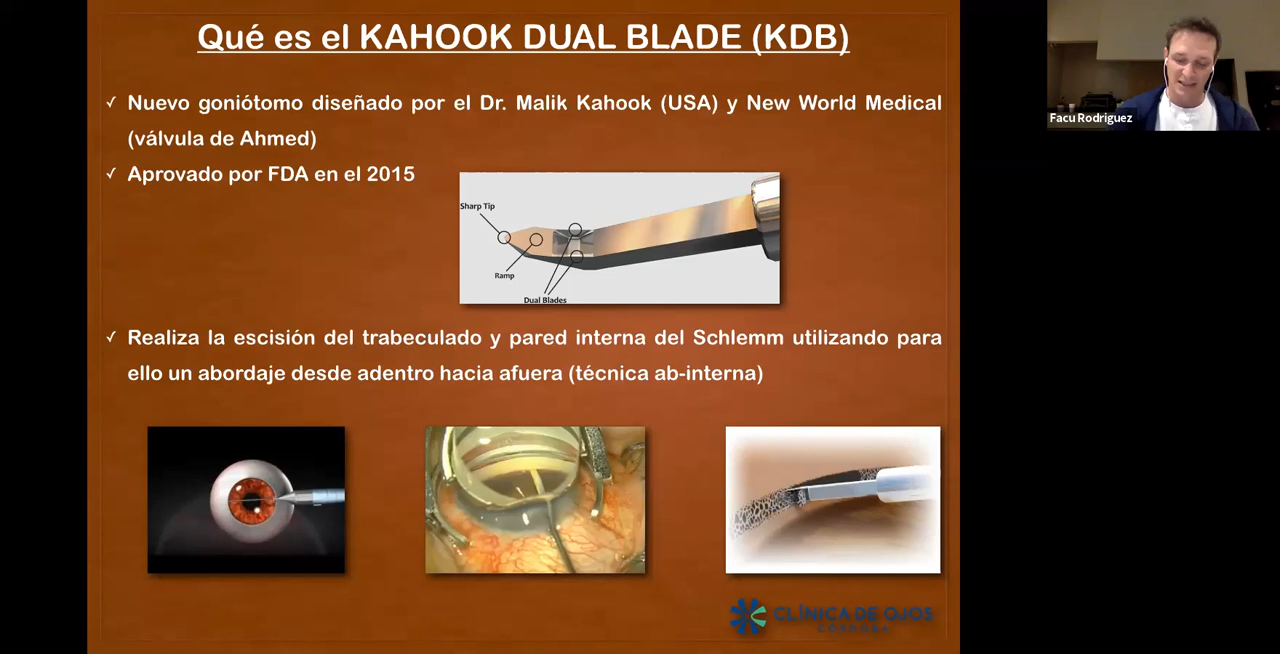 Qué es el KAHOOK DUAL BLADE (KDB)
Facu Rodriguez
✓ Nuevo goniótomo diseñado por el Dr. Malik Kahook (USA) y New World Medical
(válvula de Ahmed)
✓ Aprovado por FDA en el 2015
Sharp Tip
Ramp
Dual Blades
✓ Realiza la escisión del trabeculado y pared interna del Schlemm utilizando para
ello un abordaje desde adentro hacia afuera (técnica ab-interna)
CLÍNICA DE OJOS
CÓRDOBA